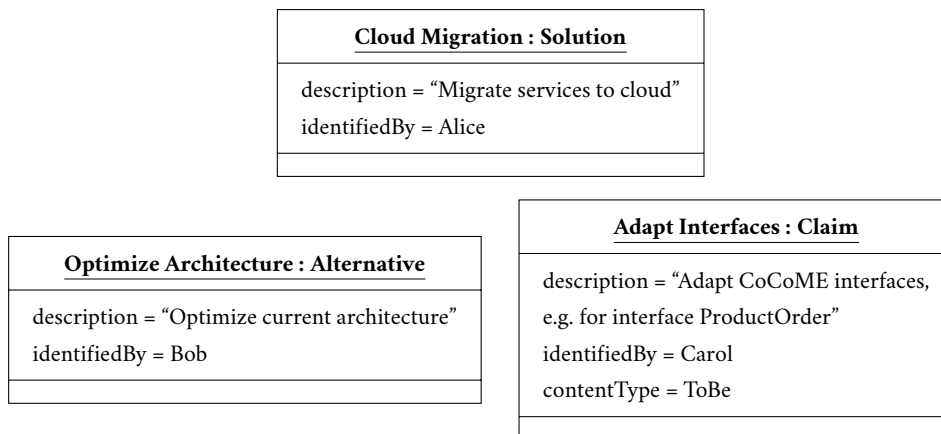 Cloud Migration : Solution
description = “Migrate services to cloud”
identifiedBy = Alice
Optimize Architecture : Alternative
description = “Optimize current architecture”
identifiedBy = Bob
Adapt Interfaces : Claim
description = “Adapt CoCoME interfaces,
e.g. for interface ProductOrder”
identifiedBy = Carol
contentType = ToBe